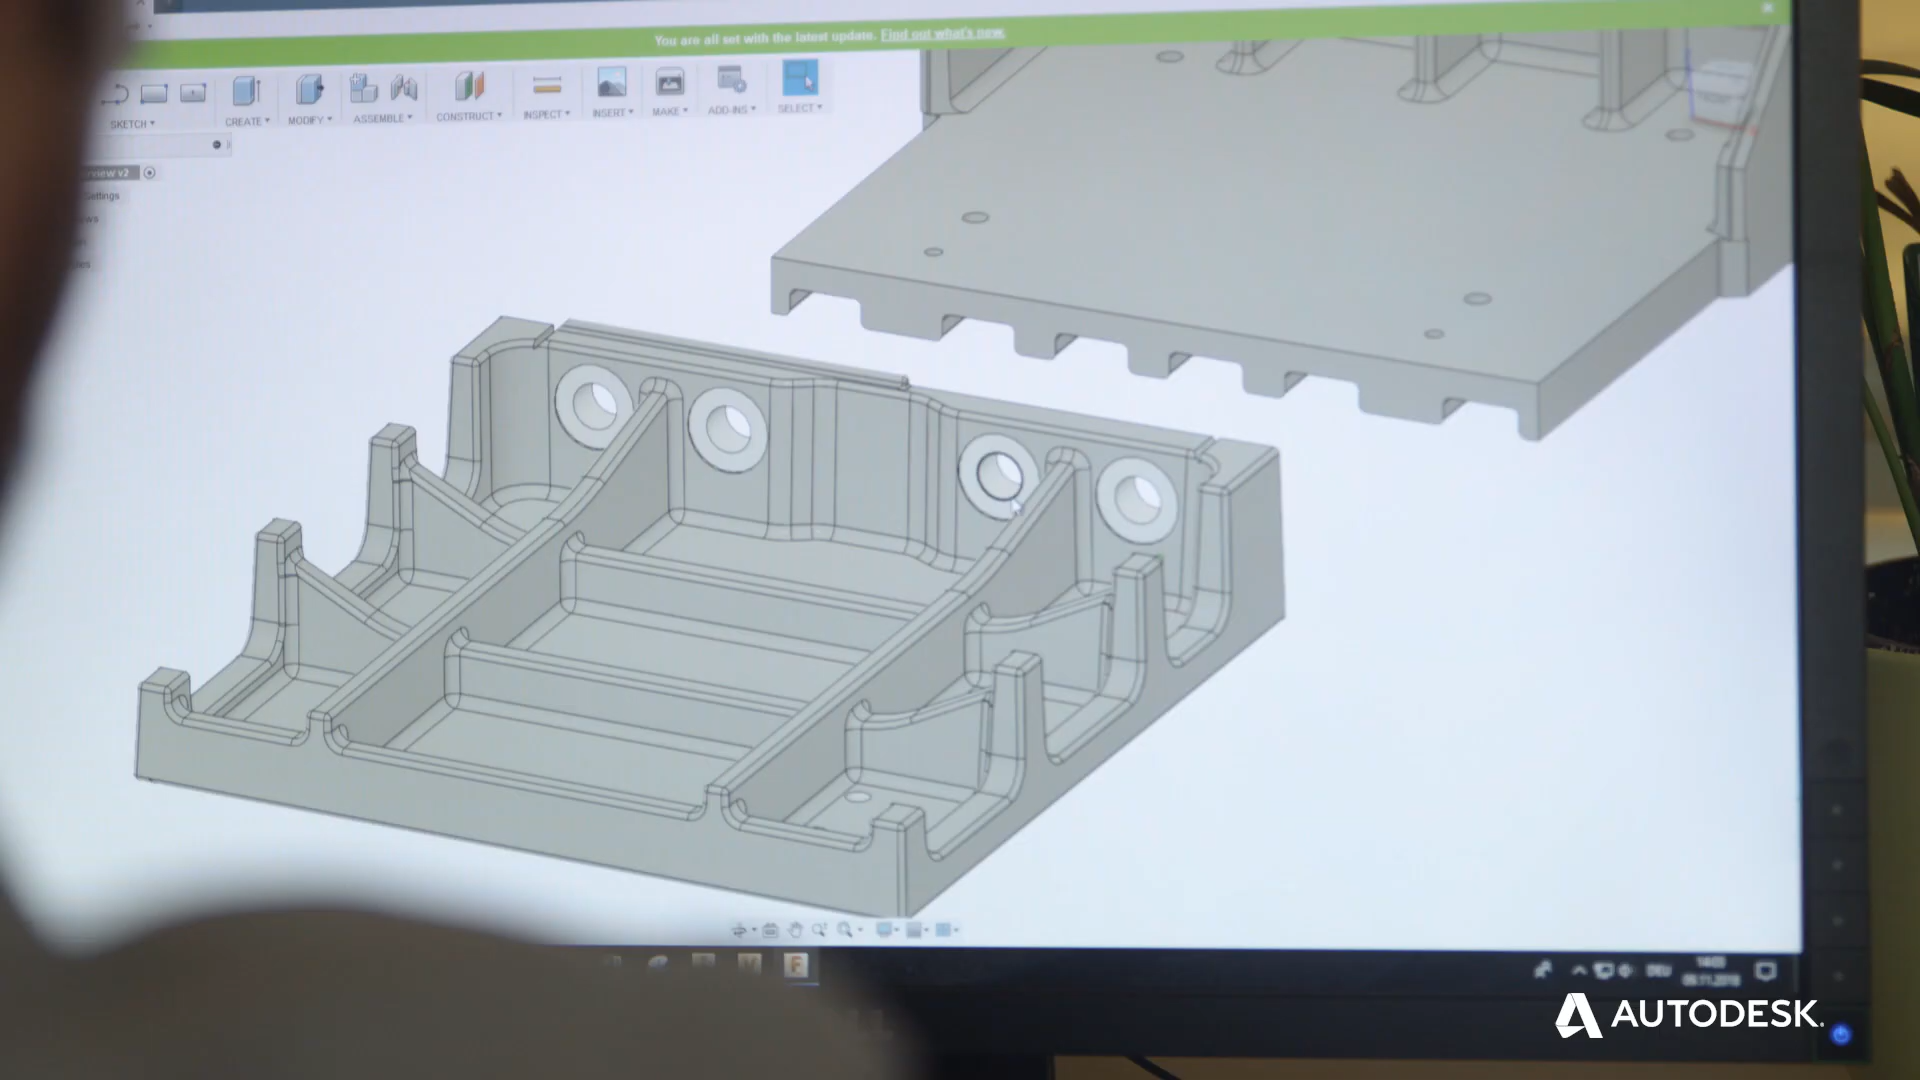 You are all set with the latest update. Find out what's new.
SKETCH CREATE MODIFY ASSEMBLE CONSTRUCT INSPECT INSERT MAKE ADD-INS SELECT
v2
Settings
DEU
AUTODESK.